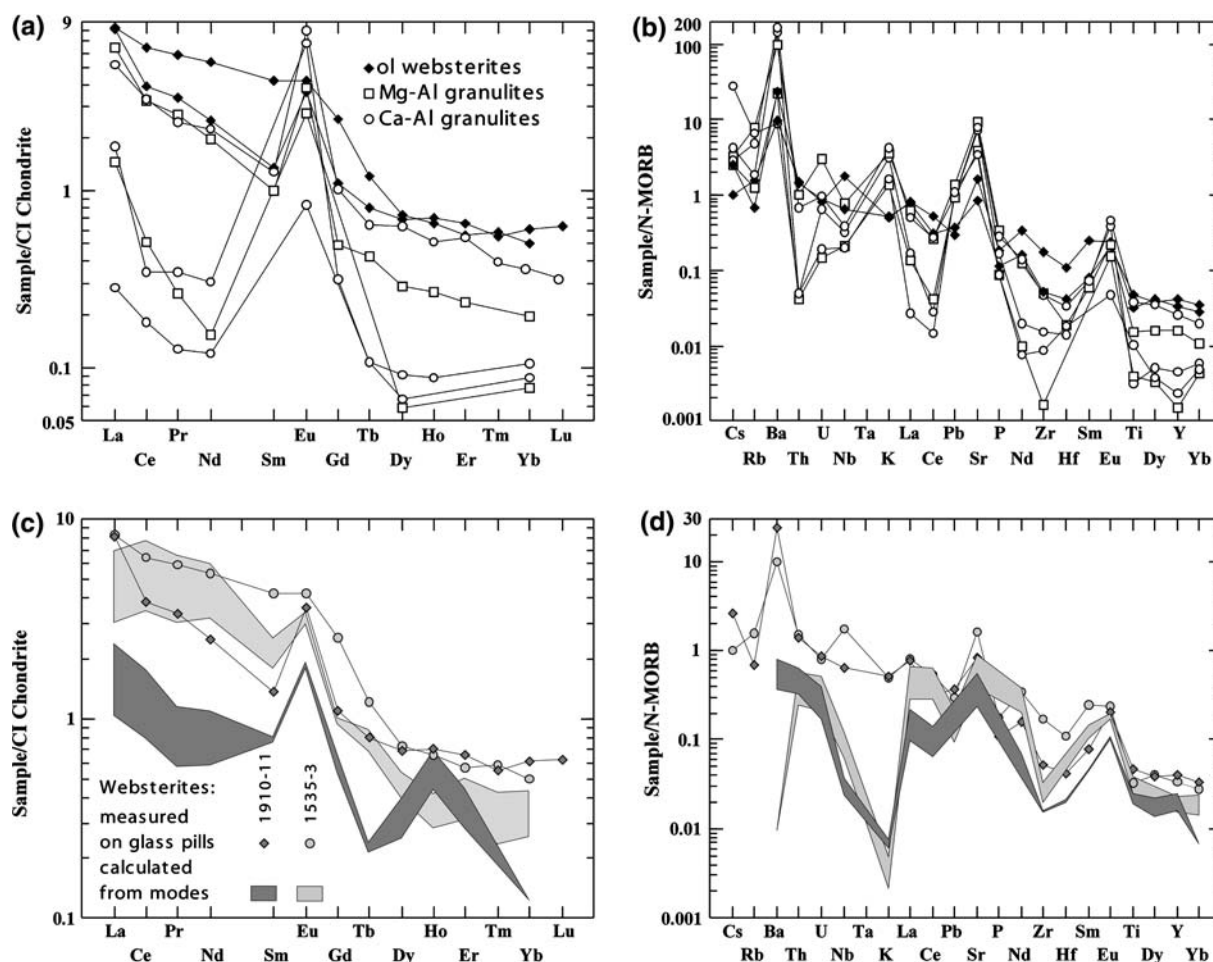 (a)
9
1
0.1
0.05
Sample/CI Chondrite
ol websterites
Mg-Al granulites
Ca-Al granulites
La Pr Eu Tb Ho Tm Lu
Ce Nd Sm Gd Dy Er Yb
(b)
200
100
10
1
0.1
0.01
0.001
Sample/N-MORB
Cs Ba U Ta La Pb P Zr Sm Ti Y
Rb Th Nb K Ce Sr Nd Hf Eu Dy Yb
(c)
10
1
0.1
Sample/CI Chondrite
Websterites:
measured
on glass pills
calculated
from modes
1910-11
1535-3
La Pr Eu Tb Ho Tm Lu
Ce Nd Sm Gd Dy Er Yb
(d)
30
10
1
0.1
0.01
0.001
Sample/N-MORB
Cs Ba U Ta La Pb P Zr Sm Ti Y
Rb Th Nb K Ce Sr Nd Hf Eu Dy Yb